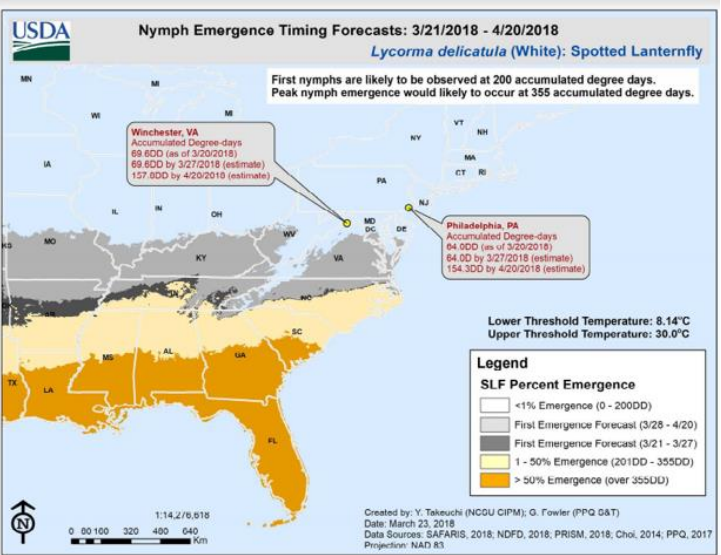 USDA
Nymph Emergence Timing Forecasts: 3/21/2018 - 4/20/2018
Lycorma delicatula (White): Spotted Lanternfly
First nymphs are likely to be observed at 200 accumulated degree days.
Peak nymph emergence would likely to occur at 355 accumulated degree days.
MN
WI
MI
MI
VT
NH
NY
MA
CT
RI
IA
PA
NJ
Winchester, VA
Accumulated Degree-days
69.6DD (as of 3/20/2018)
69.6DD by 3/27/2018 (estimate)
157.8DD by 4/20/2018 (estimate)
IL
IN
OH
MD
DC
DE
Philadelphia, PA
Accumulated Degree-days
64.0DD (as of 3/20/2018)
64.0D by 3/27/2018 (estimate)
154.3DD by 4/20/2018 (estimate)
KS
MO
WV
KY
VA
TN
NC
AR
SC
MS
AL
GA
TX
LA
FL
Lower Threshold Temperature: 8.14°C
Upper Threshold Temperature: 30.0°C
Legend
SLF Percent Emergence
<1% Emergence (0 - 200DD)
First Emergence Forecast (3/28 - 4/20)
First Emergence Forecast (3/21 - 3/27)
1 - 50% Emergence (201DD - 355DD)
> 50% Emergence (over 355DD)
N
1:14,276,618
0 80 160 320 480 640
Km
Created by: Y. Takeuchi (NCSU CIPM); G. Fowler (PPQ S&T)
Date: March 23, 2018
Data Sources: SAFARIS, 2018; NDFD, 2018; PRISM, 2018; Choi, 2014; PPQ, 2017
Projection: NAD 83